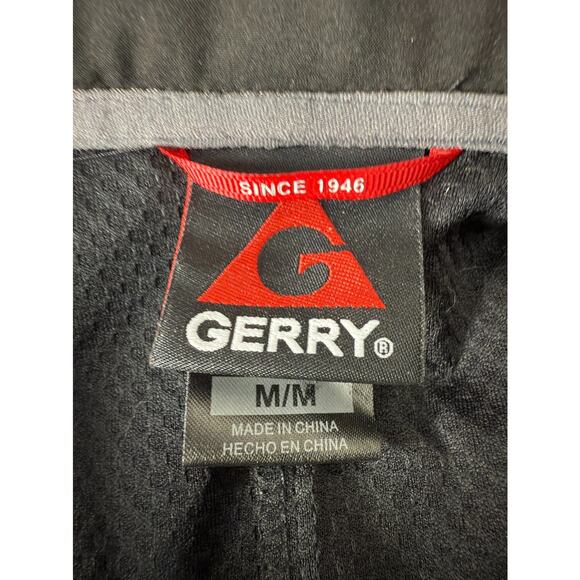 SINCE 1946
G
GERRY®
M/M
MADE IN CHINA
HECHO EN CHINA